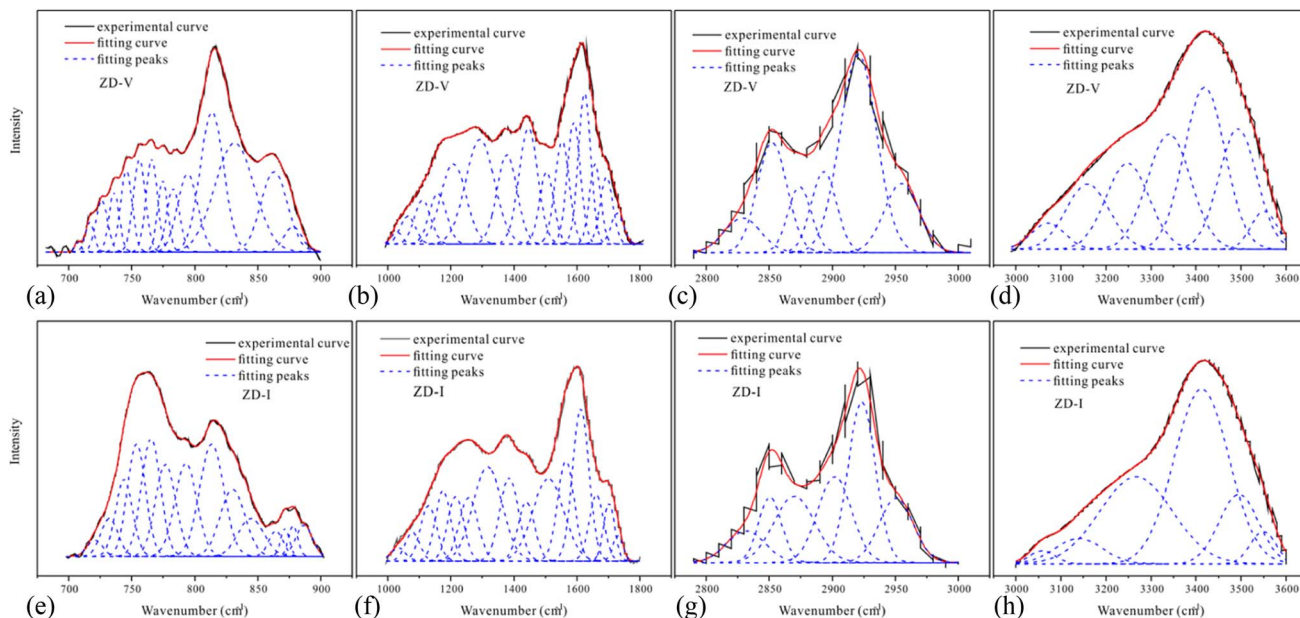 experimental curve
fitting curve
fitting peaks
ZD-V
Intensity
700 750 800 850 900
(a) Wavenumber (cm-1)
experimental curve
fitting curve
fitting peaks
ZD-V
1000 1200 1400 1600 1800
(b) Wavenumber (cm-1)
experimental curve
fitting curve
fitting peaks
ZD-V
2800 2850 2900 2950 3000
(c) Wavenumber (cm-1)
experimental curve
fitting curve
fitting peaks
ZD-V
3000 3100 3200 3300 3400 3500 3600
(d) Wavenumber (cm-1)
experimental curve
fitting curve
fitting peaks
ZD-I
Intensity
700 750 800 850 900
(e) Wavenumber (cm-1)
experimental curve
fitting curve
fitting peaks
ZD-I
1000 1200 1400 1600 1800
(f) Wavenumber (cm-1)
experimental curve
fitting curve
fitting peaks
ZD-I
2800 2850 2900 2950 3000
(g) Wavenumber (cm-1)
experimental curve
fitting curve
fitting peaks
ZD-I
3000 3100 3200 3300 3400 3500 3600
(h) Wavenumber (cm-1)